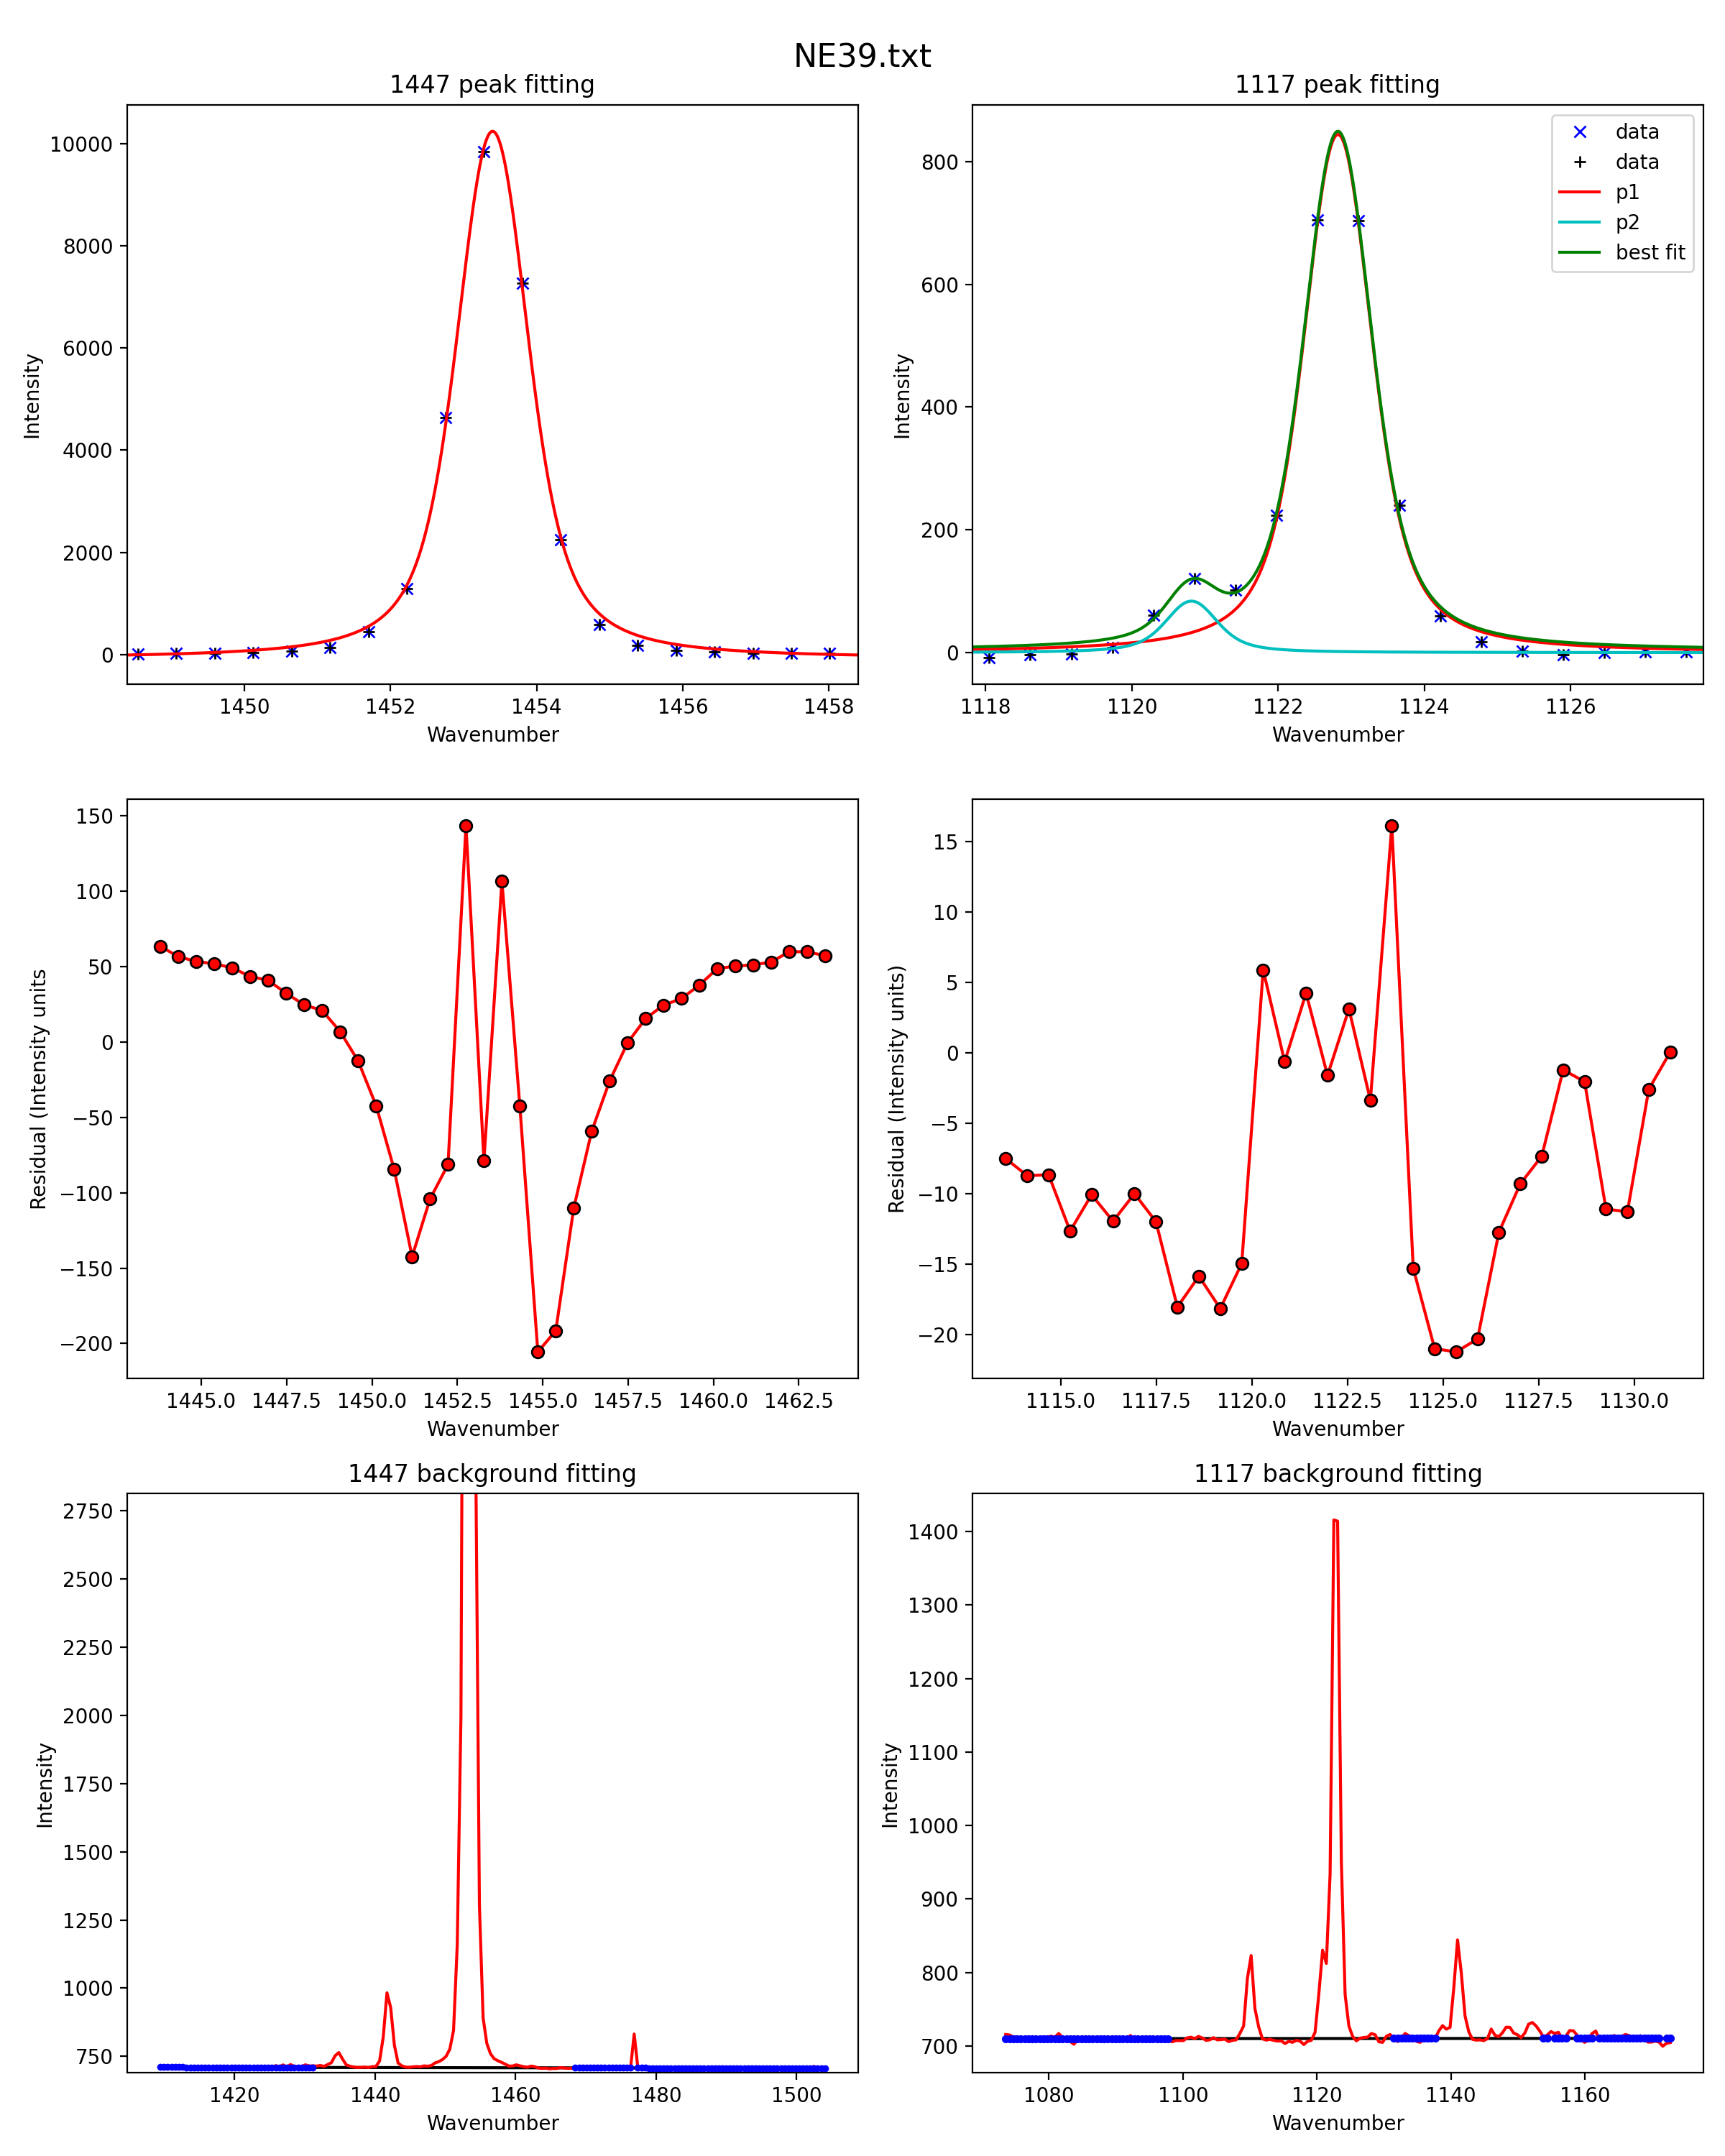 NE39.txt
1447 peak fitting
10000
8000
6000
4000
2000
0
Intensity
1450 1452 1454 1456 1458
Wavenumber
1117 peak fitting
800
600
400
200
0
Intensity
data
data
p1
p2
best fit
1118 1120 1122 1124 1126
Wavenumber
150
100
50
0
−50
−100
−150
−200
Residual (Intensity units
1445.0 1447.5 1450.0 1452.5 1455.0 1457.5 1460.0 1462.5
Wavenumber
15
10
5
0
−5
−10
−15
−20
Residual (Intensity units)
1115.0 1117.5 1120.0 1122.5 1125.0 1127.5 1130.0
Wavenumber
1447 background fitting
2750
2500
2250
2000
1750
1500
1250
1000
750
Intensity
1420 1440 1460 1480 1500
Wavenumber
1117 background fitting
1400
1300
1200
1100
1000
900
800
700
Intensity
1080 1100 1120 1140 1160
Wavenumber